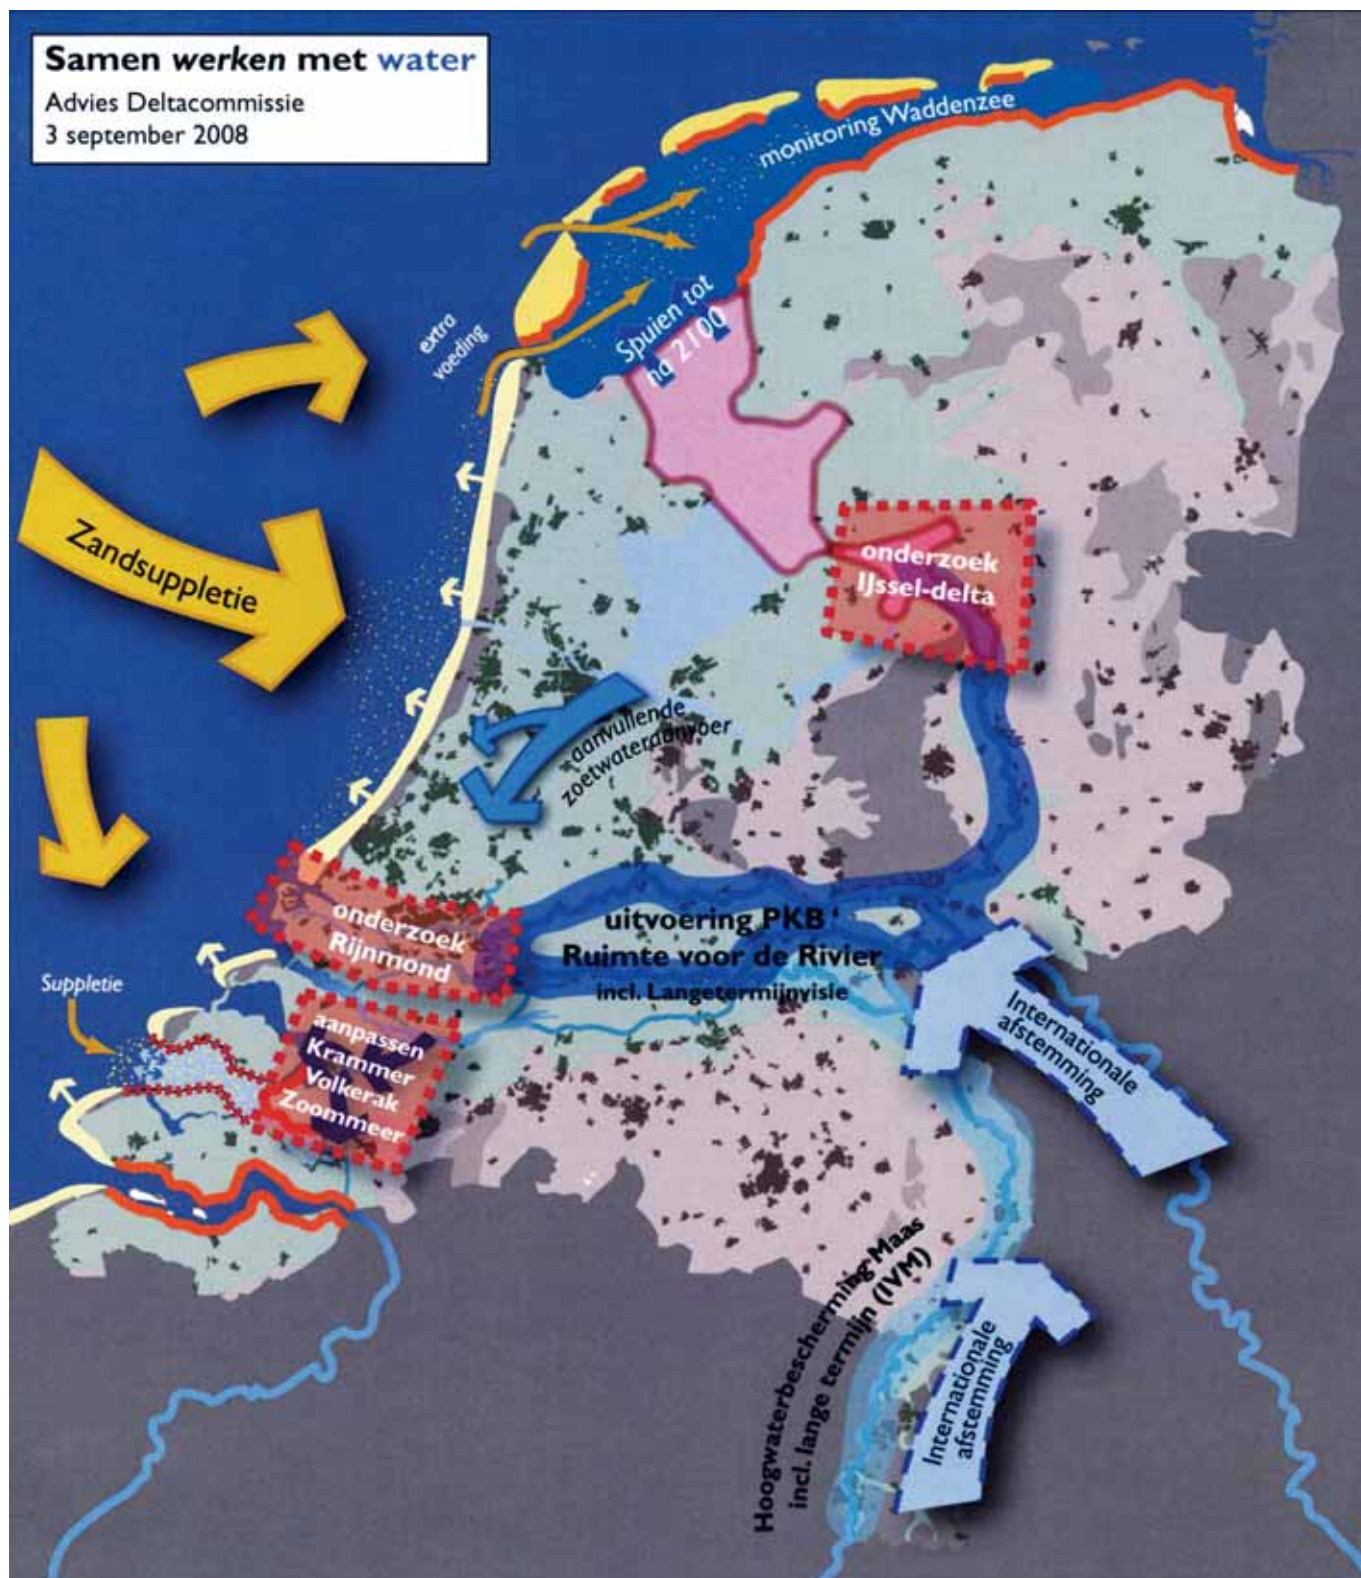 Samen werken met water
Advies Deltacommissie
3 september 2008
monitoring Waddenzee
Spuien tot
na 2100
extra
voeding
Zandsuppletie
onderzoek
IJssel-delta
aanvullende
zoetwateraanvoer
onderzoek
Rijnmond
uitvoering PKB
Ruimte voor de Rivier
incl. Langetermijnvisie
Suppletie
aanpassen
Krammer
Volkerak
Zoommeer
Internationale
afstemming
Hoogwaterbescherming Maas
incl. lange termijn (IVM)
Internationale
afstemming